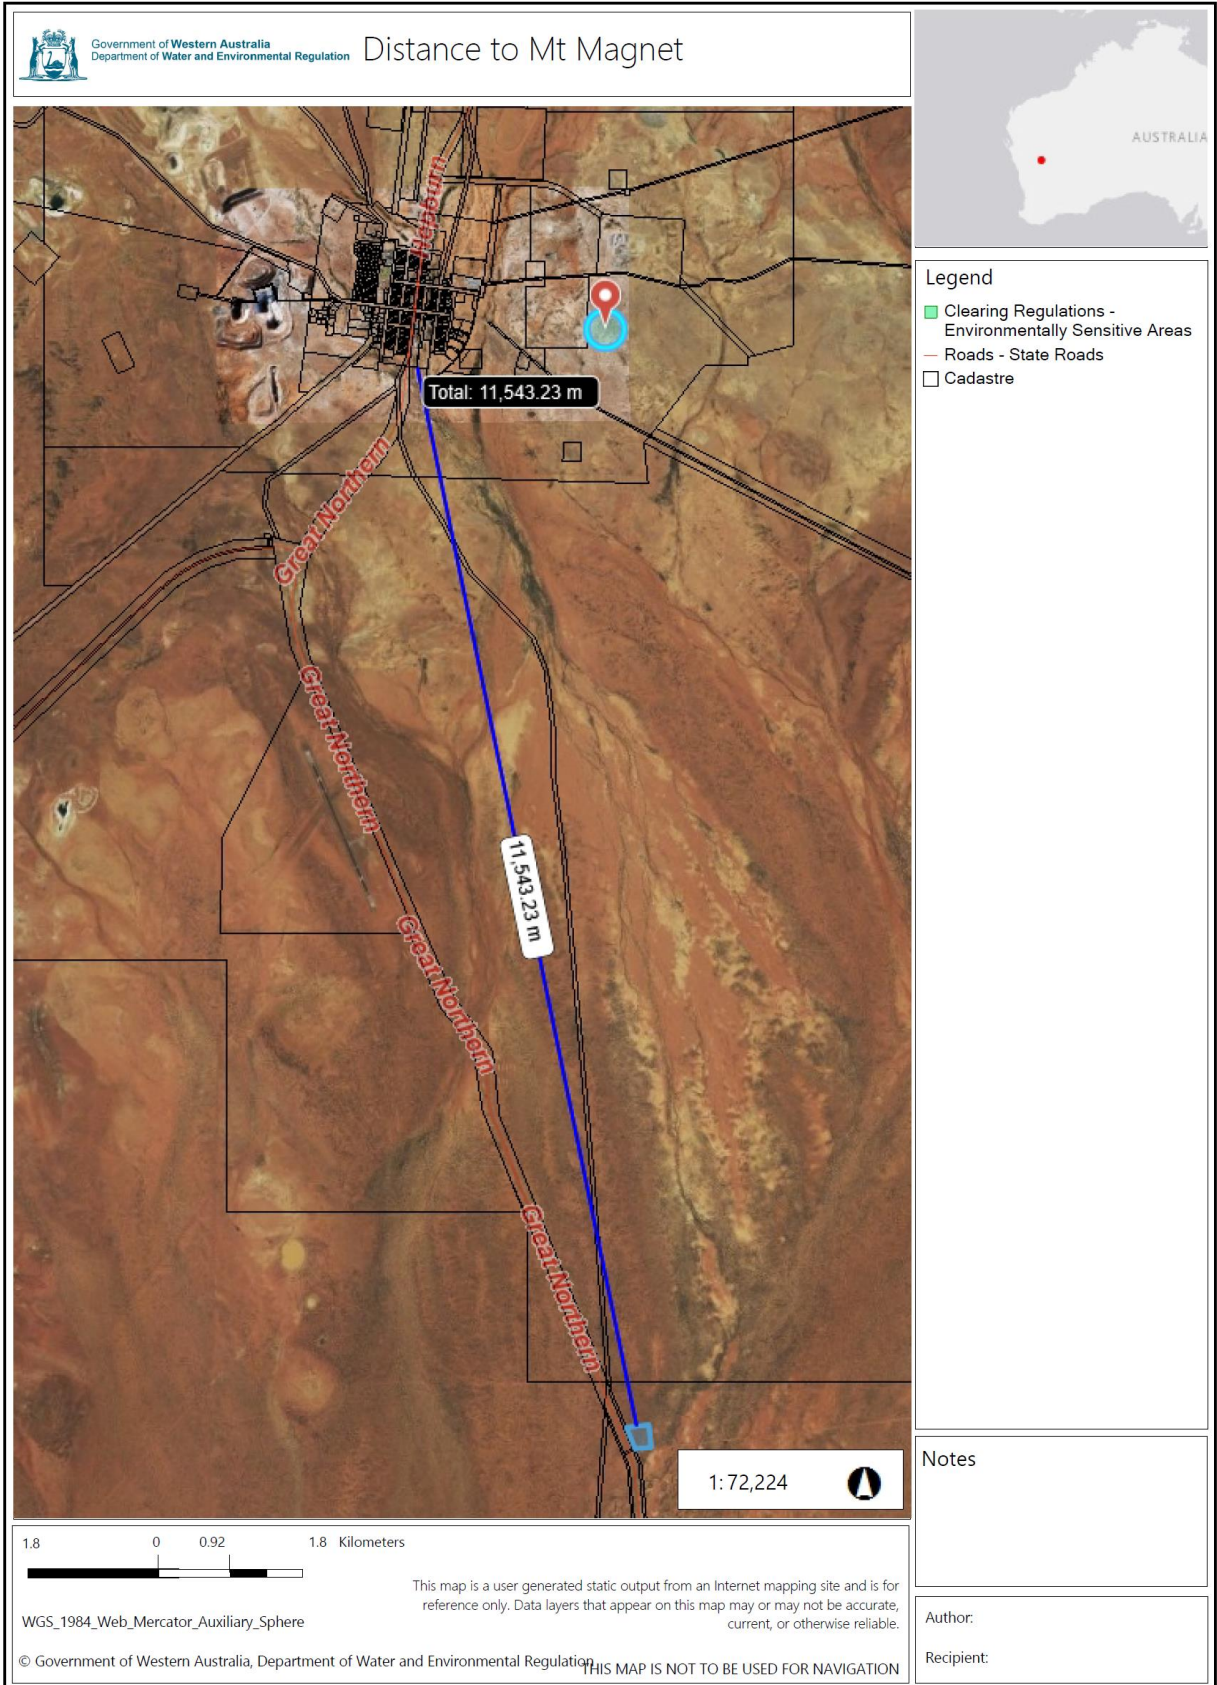 Government of Western Australia
Department of Water and Environmental Regulation
Distance to Mt Magnet
AUSTRALIA
Hepburn
Total: 11,543.23 m
Great Northern
Great Northern
11,543.23 m
Great Northern
Great Northern
1: 72,224
Legend
Clearing Regulations -
Environmentally Sensitive Areas
Roads - State Roads
Cadastre
Notes
1.8 0 0.92 1.8 Kilometers
This map is a user generated static output from an Internet mapping site and is for
reference only. Data layers that appear on this map may or may not be accurate,
current, or otherwise reliable.
WGS_1984_Web_Mercator_Auxiliary_Sphere
© Government of Western Australia, Department of Water and Environmental Regulation
THIS MAP IS NOT TO BE USED FOR NAVIGATION
Author:
Recipient: